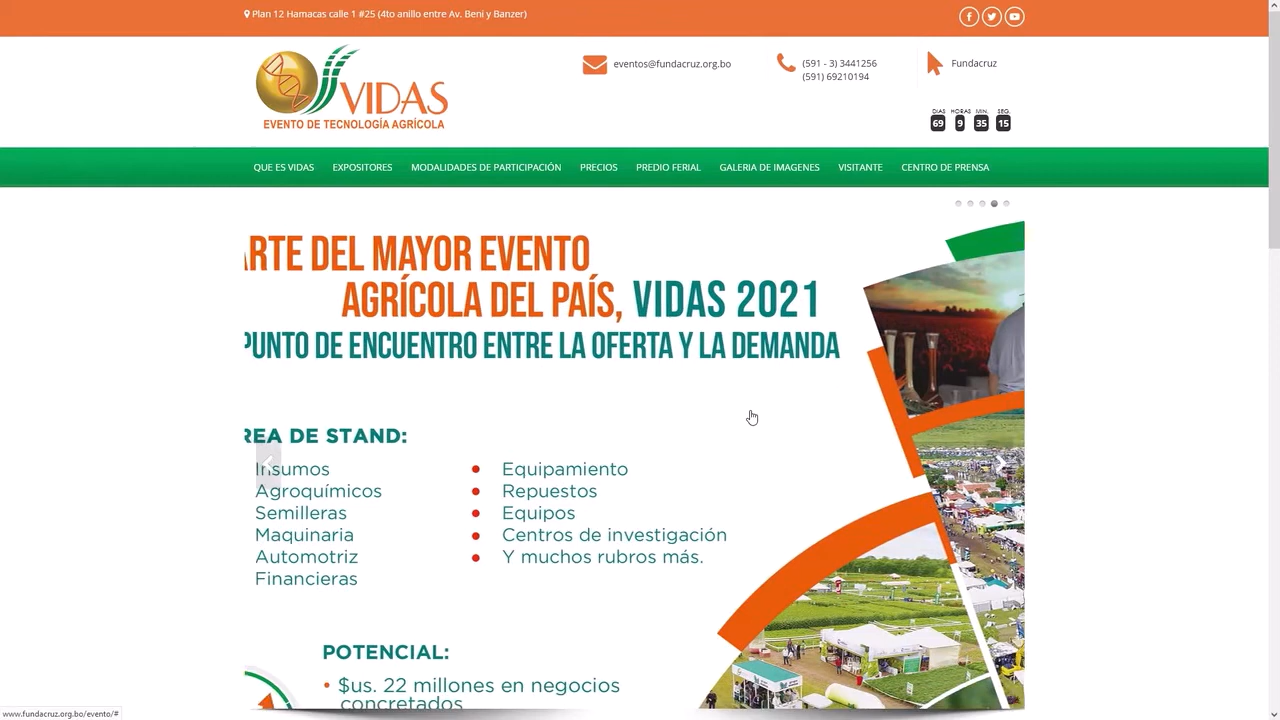 Plan 12 Hamacas calle 1 #25 (4to anillo entre Av. Beni y Banzer)
VIDAS
EVENTO DE TECNOLOGÍA AGRÍCOLA
eventos@fundacruz.org.bo
(591 - 3) 3441256
(591) 69210194
Fundacruz
DIAS HORAS MIN. SEG.
69 9 35 15
QUE ES VIDAS EXPOSITORES MODALIDADES DE PARTICIPACIÓN PRECIOS PREDIO FERIAL GALERIA DE IMAGENES VISITANTE CENTRO DE PRENSA
ARTE DEL MAYOR EVENTO
AGRÍCOLA DEL PAÍS, VIDAS 2021
PUNTO DE ENCUENTRO ENTRE LA OFERTA Y LA DEMANDA
REA DE STAND:
Insumos
Agroquímicos
Semilleras
Maquinaria
Automotriz
Financieras
• Equipamiento
• Repuestos
• Equipos
• Centros de investigación
• Y muchos rubros más.
POTENCIAL:
• $us. 22 millones en negocios
concretados
www.fundacruz.org.bo/evento/#